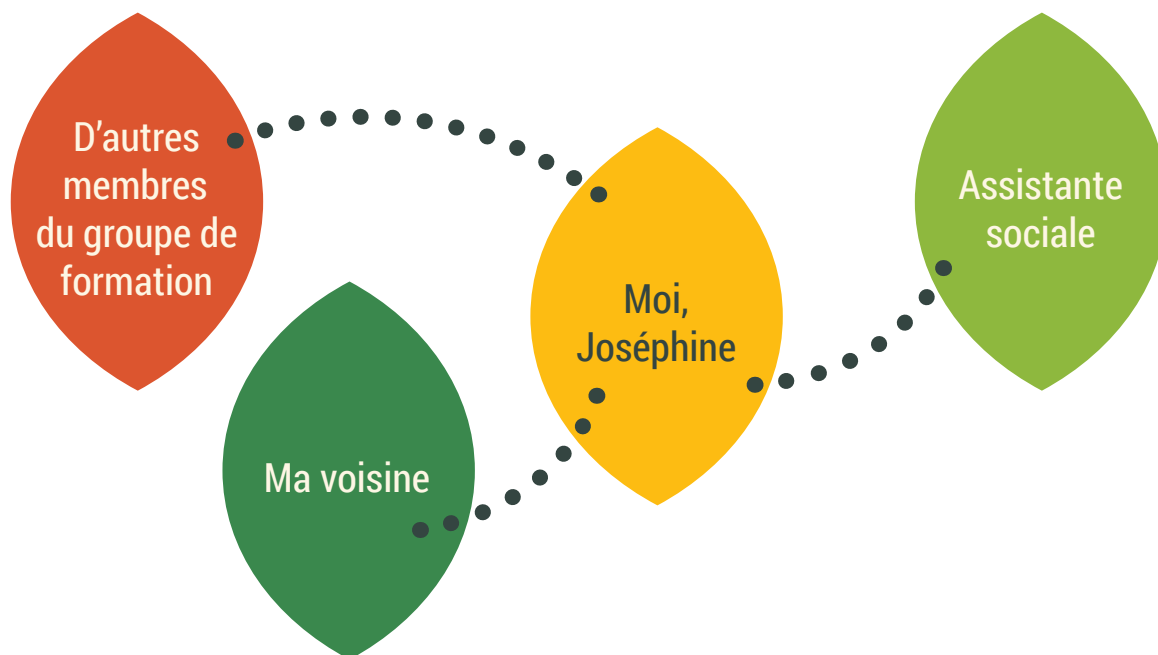 D’autres
membres
du groupe de
formation
Ma voisine
Moi,
Joséphine
Assistante
sociale